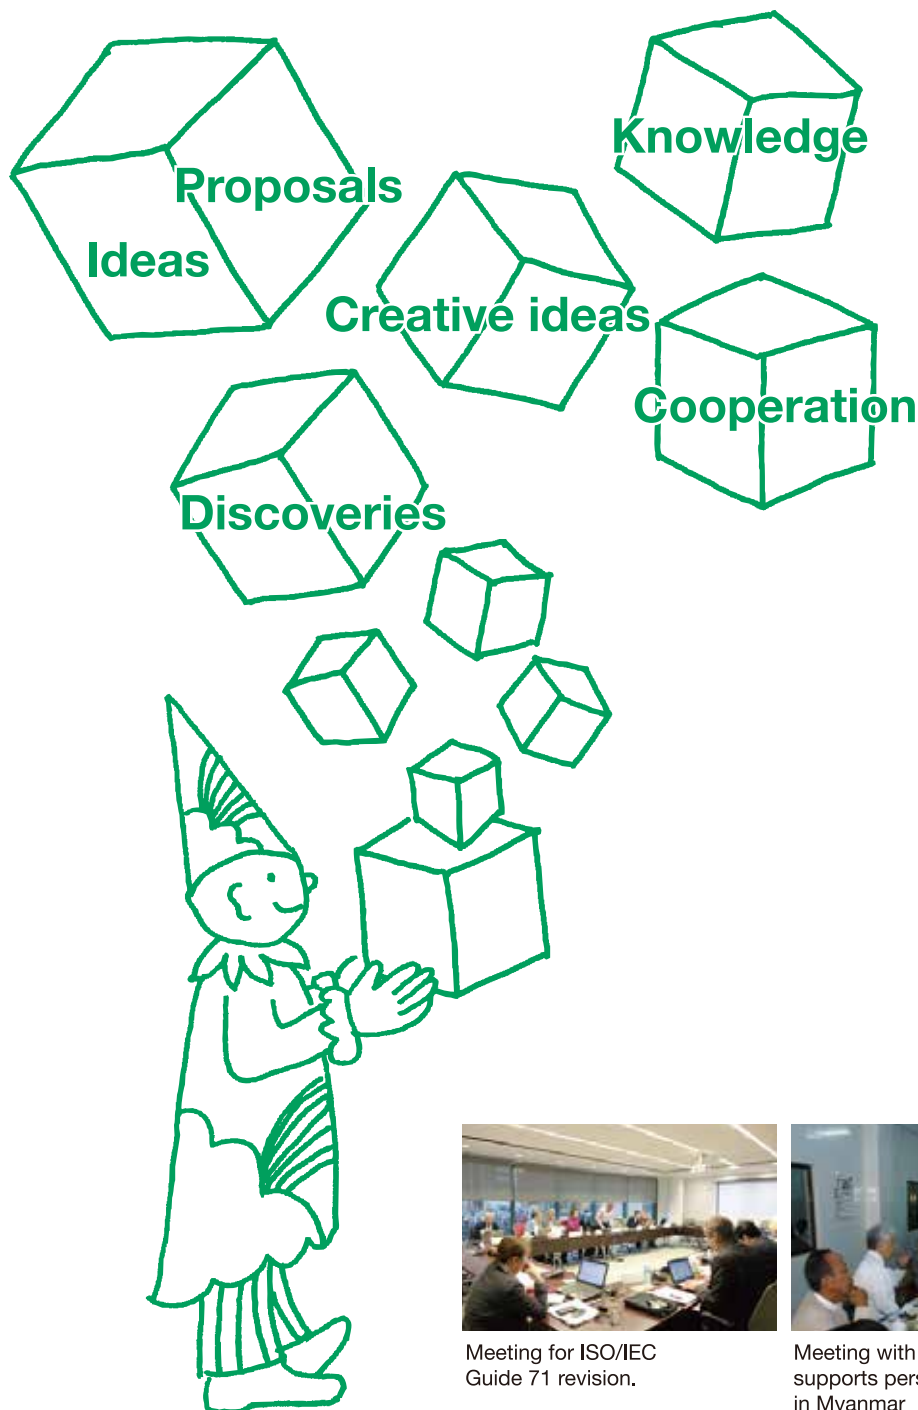 Knowledge
Proposals
Ideas
Creative ideas
Cooperation
Discoveries
Meeting for ISO/IEC
Guide 71 revision.
Meeting with
supports pers
in Myanmar